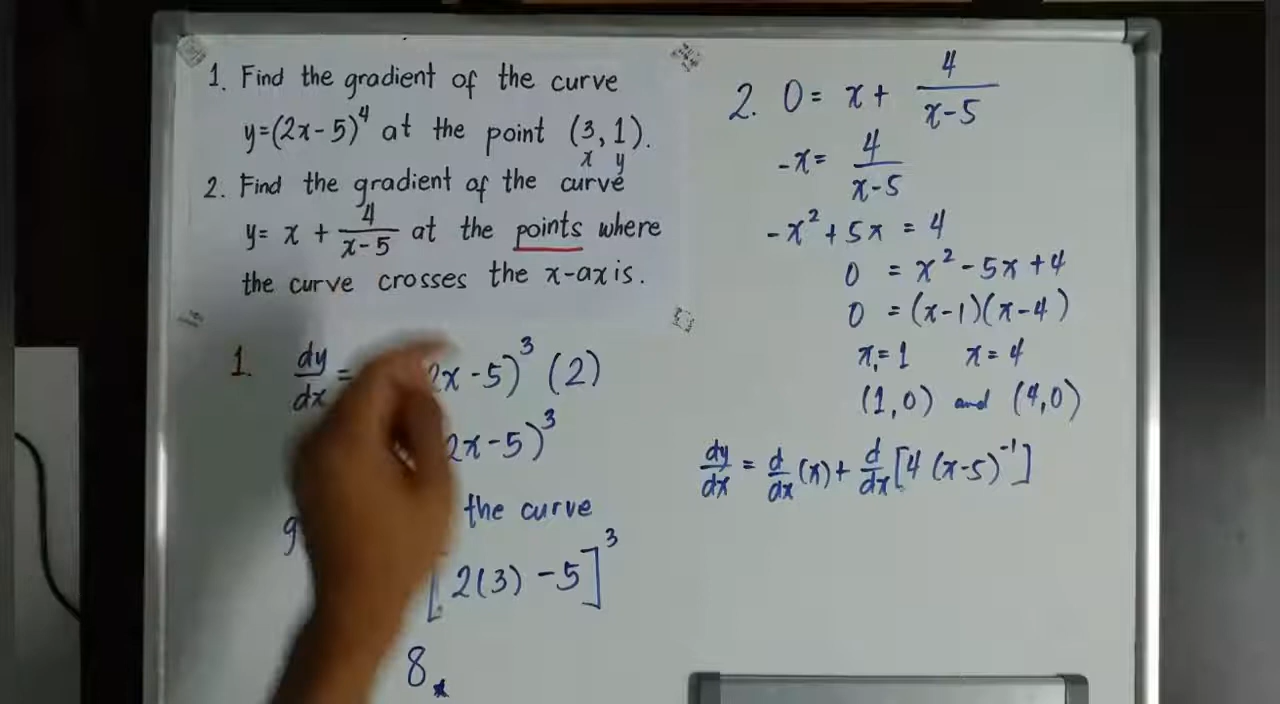 1. Find the gradient of the curve
y=(2x-5)⁴ at the point (3, 1).
x y
2. Find the gradient of the curve
y= x + 4/(x-5) at the points where
the curve crosses the x-axis.
1. dy/dx = 2x-5)³ (2)
2x-5)³
g the curve
[2(3) -5]³
8
2. 0 = x + 4/(x-5)
-x = 4/(x-5)
-x² + 5x = 4
0 = x² - 5x + 4
0 = (x-1)(x-4)
x = 1 x = 4
(1,0) and (4,0)
dy/dx = d/dx (x) + d/dx [4 (x-5)⁻¹]